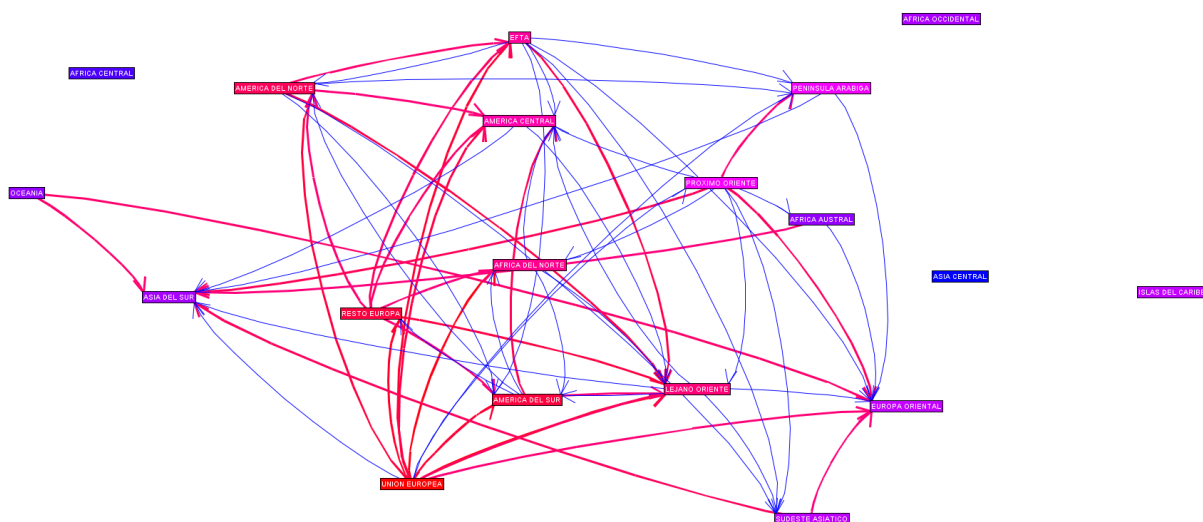 AFRICA OCCIDENTAL
EFTA
AFRICA CENTRAL
AMERICA DEL NORTE
PENINSULA ARABIGA
AMERICA CENTRAL
PRÓXIMO ORIENTE
OCEANIA
AFRICA AUSTRAL
AFRICA DEL NORTE
ASIA CENTRAL
ISLAS DEL CARIBE
ASIA DEL SUR
RESTO EUROPA
LEJANO ORIENTE
AMERICA DEL SUR
EUROPA ORIENTAL
UNION EUROPEA
SUDESTE ASIATICO